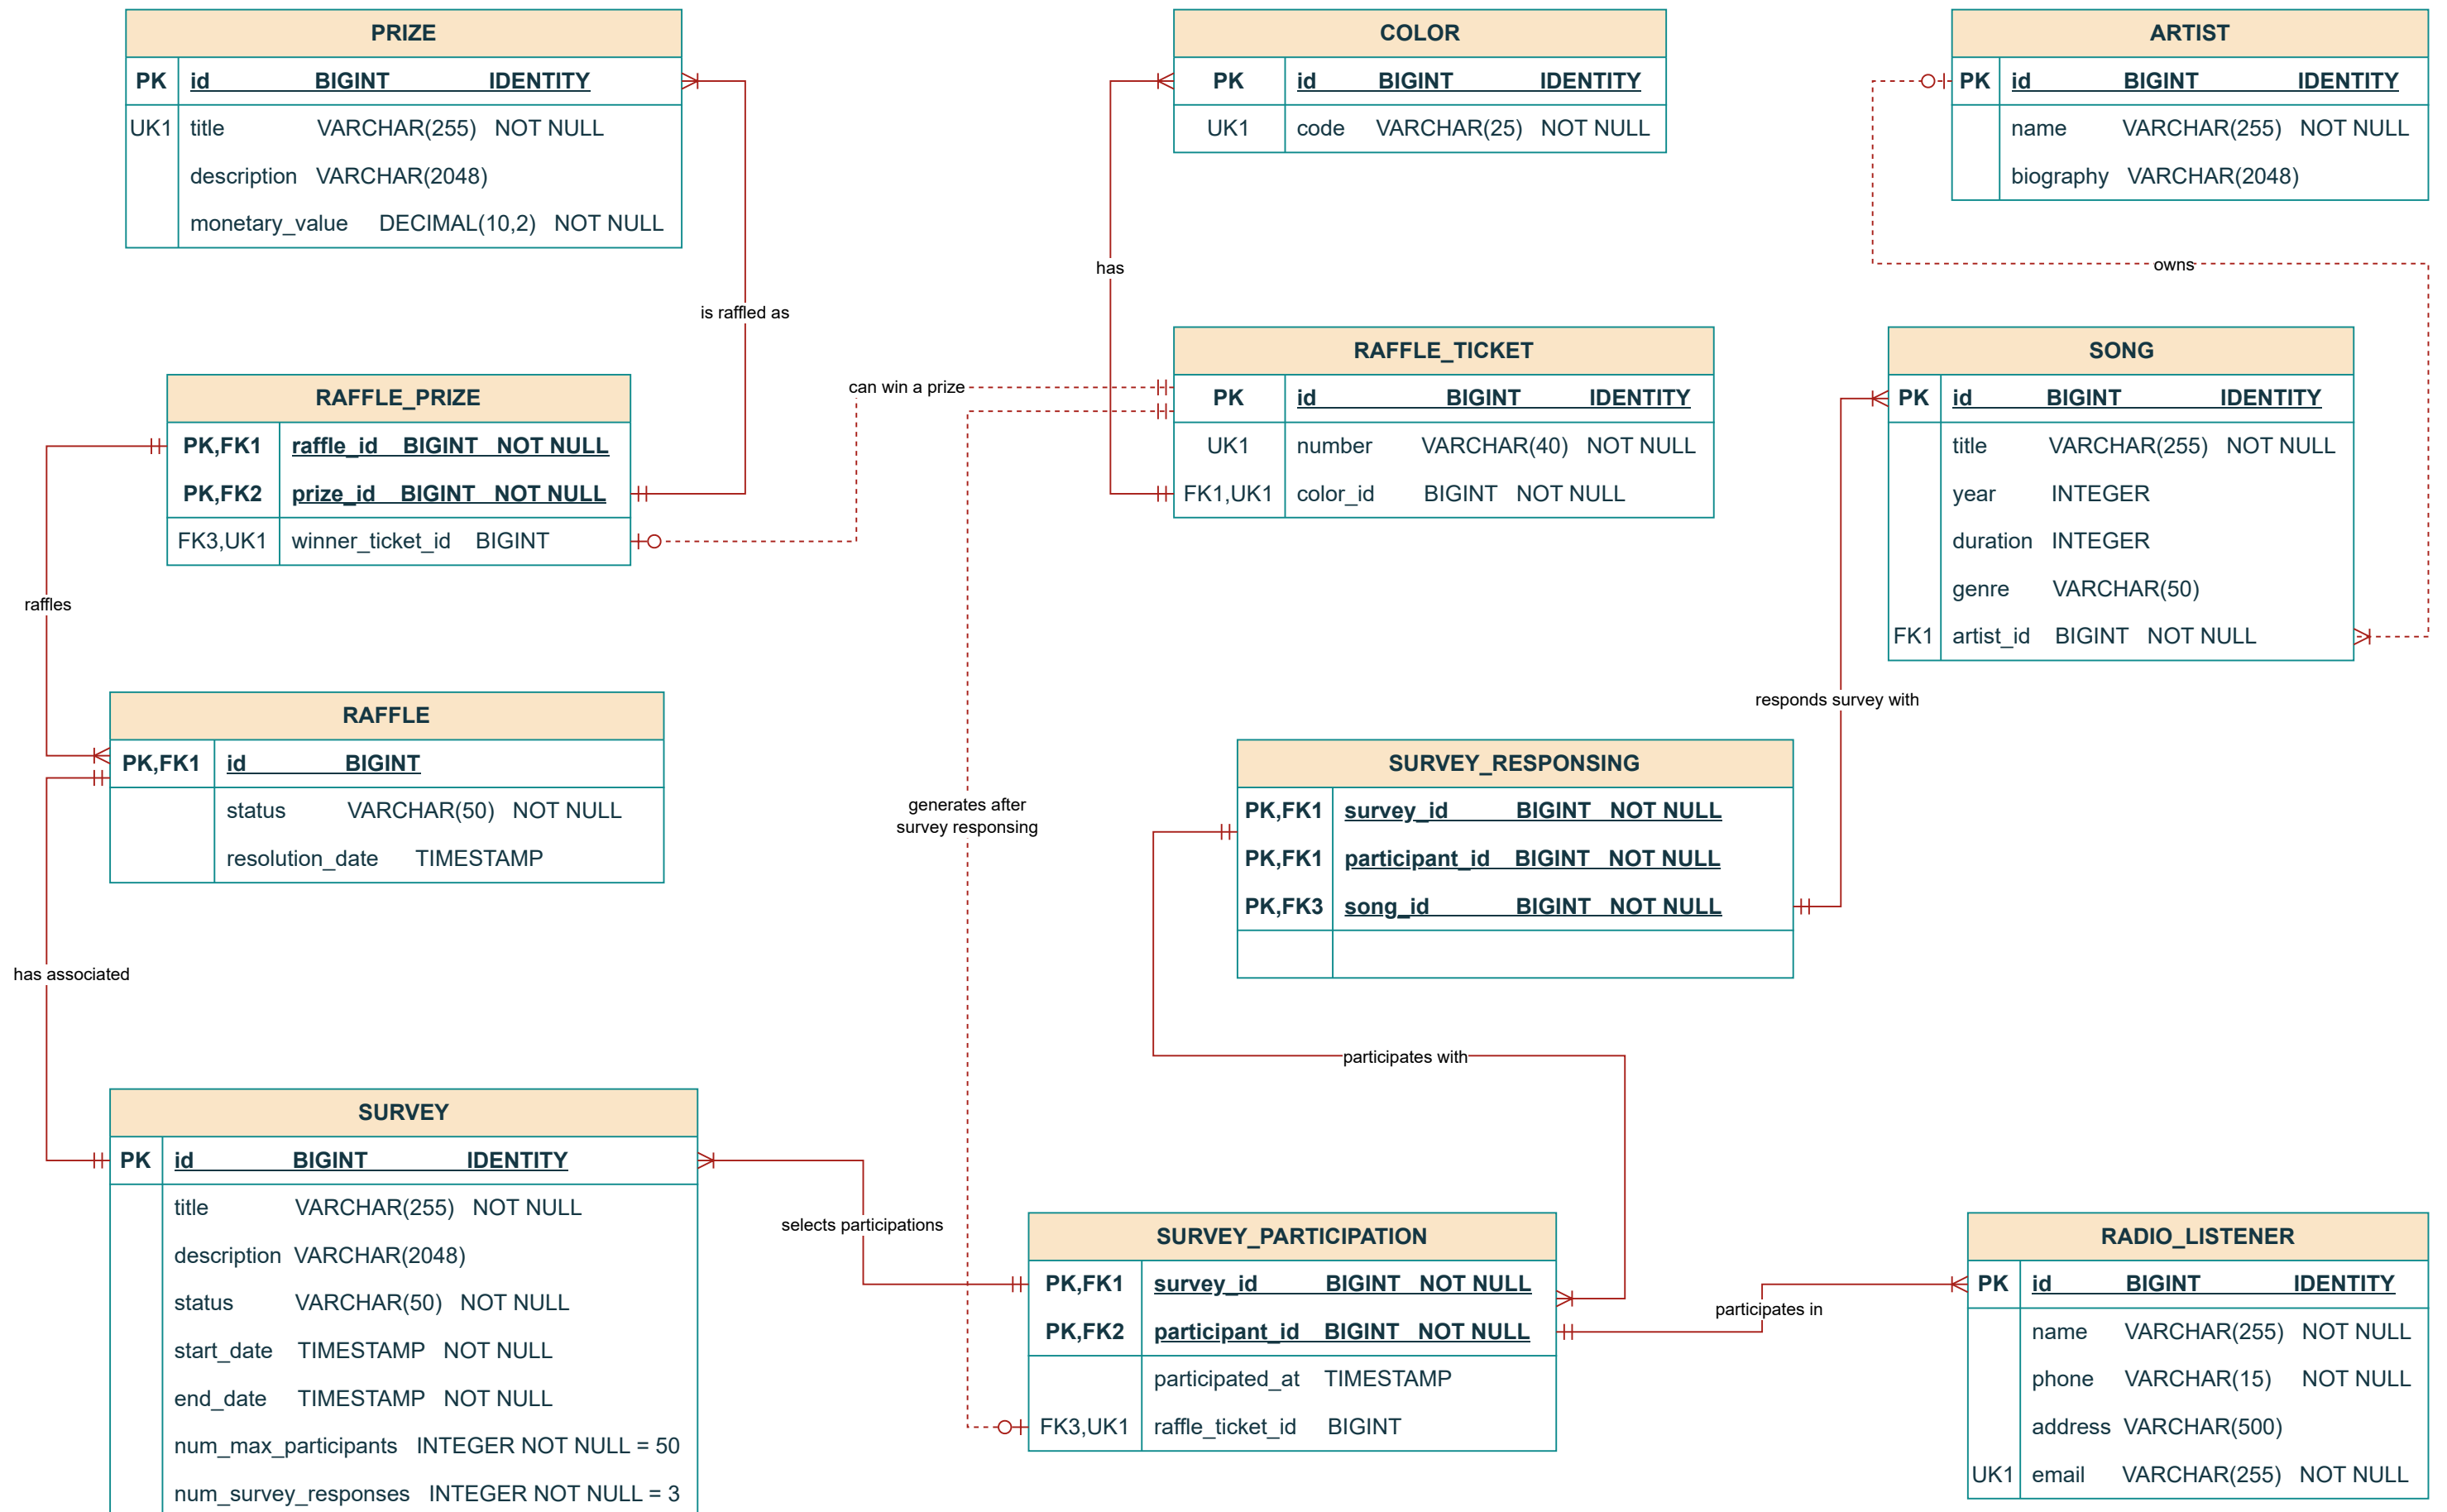 PRIZE
PK id BIGINT IDENTITY
UK1 title VARCHAR(255) NOT NULL
description VARCHAR(2048)
monetary_value DECIMAL(10,2) NOT NULL
COLOR
PK id BIGINT IDENTITY
UK1 code VARCHAR(25) NOT NULL
ARTIST
PK id BIGINT IDENTITY
name VARCHAR(255) NOT NULL
biography VARCHAR(2048)
has
owns
is raffled as
RAFFLE_PRIZE
PK,FK1 raffle_id BIGINT NOT NULL
PK,FK2 prize_id BIGINT NOT NULL
FK3,UK1 winner_ticket_id BIGINT
can win a prize
RAFFLE_TICKET
PK id BIGINT IDENTITY
UK1 number VARCHAR(40) NOT NULL
FK1,UK1 color_id BIGINT NOT NULL
SONG
PK id BIGINT IDENTITY
title VARCHAR(255) NOT NULL
year INTEGER
duration INTEGER
genre VARCHAR(50)
FK1 artist_id BIGINT NOT NULL
raffles
responds survey with
RAFFLE
PK,FK1 id BIGINT
status VARCHAR(50) NOT NULL
resolution_date TIMESTAMP
generates after
survey responsing
SURVEY_RESPONSING
PK,FK1 survey_id BIGINT NOT NULL
PK,FK1 participant_id BIGINT NOT NULL
PK,FK3 song_id BIGINT NOT NULL
has associated
participates with
SURVEY
PK id BIGINT IDENTITY
title VARCHAR(255) NOT NULL
description VARCHAR(2048)
status VARCHAR(50) NOT NULL
start_date TIMESTAMP NOT NULL
end_date TIMESTAMP NOT NULL
num_max_participants INTEGER NOT NULL = 50
num_survey_responses INTEGER NOT NULL = 3
selects participations
SURVEY_PARTICIPATION
PK,FK1 survey_id BIGINT NOT NULL
PK,FK2 participant_id BIGINT NOT NULL
participated_at TIMESTAMP
FK3,UK1 raffle_ticket_id BIGINT
participates in
RADIO_LISTENER
PK id BIGINT IDENTITY
name VARCHAR(255) NOT NULL
phone VARCHAR(15) NOT NULL
address VARCHAR(500)
UK1 email VARCHAR(255) NOT NULL